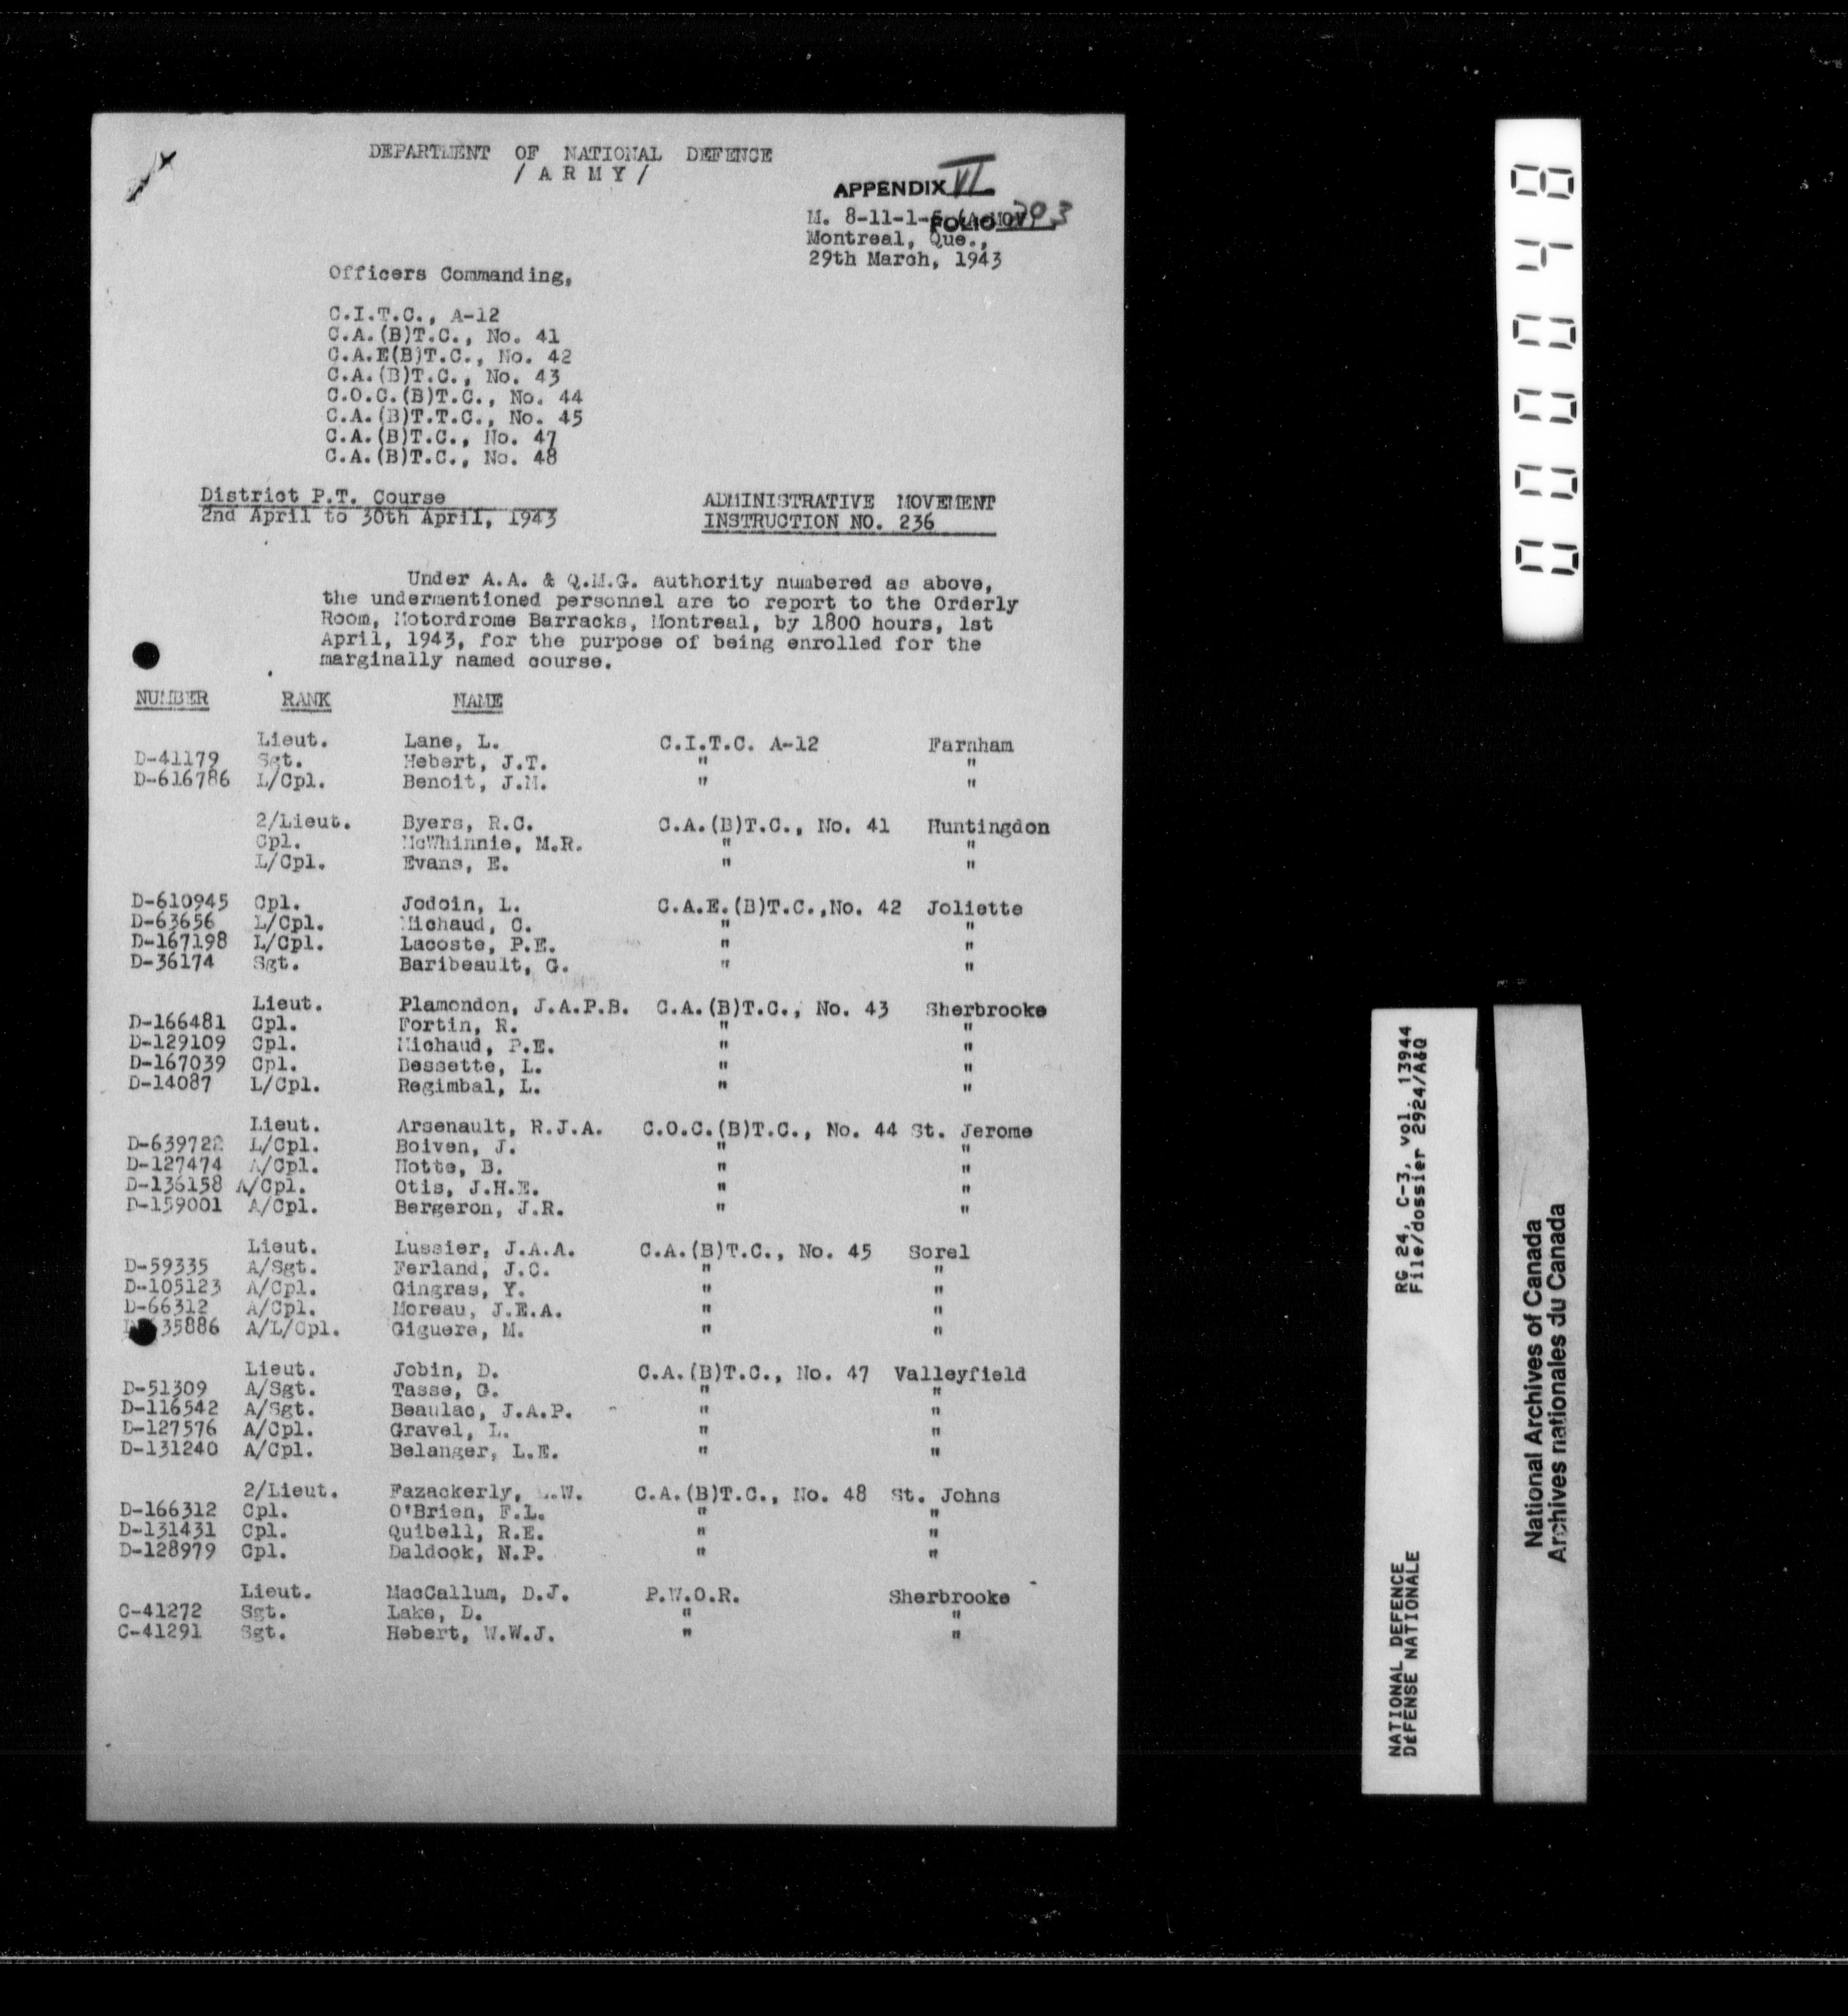 DEPARTMENT OF NATIONAL DEFENCE
/ A R M Y /
APPENDIX VI
M. 8-11-1-
FOLIO 293
Montreal, Que.,
29th March, 1943
Officers Commanding,
C.I.T.C., A-12
C.A.(B)T.C., No. 41
C.A.E(B)T.C., No. 42
C.A.(B)T.C., No. 43
C.O.C.(B)T.C., No. 44
C.A.(B)T.T.C., No. 45
C.A.(B)T.C., No. 47
C.A.(B)T.C., No. 48
District P.T. Course
2nd April to 30th April, 1943
ADMINISTRATIVE MOVEMENT
INSTRUCTION NO. 236
Under A.A. & Q.M.G. authority numbered as above,
the undermentioned personnel are to report to the Orderly
Room, Motordrome Barracks, Montreal, by 1800 hours, 1st
April, 1943, for the purpose of being enrolled for the
marginally named course.
NUMBER RANK NAME
Lieut. Lane, L. C.I.T.C. A-12 Farnham
D-41179 Sgt. Hebert, J.T. " "
D-616786 L/Cpl. Benoit, J.M. " "
2/Lieut. Byers, R.C. C.A.(B)T.C., No. 41 Huntingdon
Cpl. McWhinnie, M.R. " "
L/Cpl. Evans, E. " "
D-610945 Cpl. Jodoin, L. C.A.E.(B)T.C.,No. 42 Joliette
D-63656 L/Cpl. Michaud, C. " "
D-167198 L/Cpl. Lacoste, P.E. " "
D-36174 Sgt. Baribeault, G. " "
Lieut. Plamondon, J.A.P.B. C.A.(B)T.C., No. 43 Sherbrooke
D-166481 Cpl. Fortin, R. " "
D-129109 Cpl. Michaud, P.E. " "
D-167039 Cpl. Bessette, L. " "
D-14087 L/Cpl. Regimbal, L. " "
Lieut. Arsenault, R.J.A. C.O.C.(B)T.C., No. 44 St. Jerome
D-639722 L/Cpl. Boiven, J. " "
D-127474 A/Cpl. Hotte, B. " "
D-136158 A/Cpl. Otis, J.H.E. " "
D-159001 A/Cpl. Bergeron, J.R. " "
Lieut. Lussier, J.A.A. C.A.(B)T.C., No. 45 Sorel
D-59335 A/Sgt. Ferland, J.C. " "
D-105123 A/Cpl. Gingras, Y. " "
D-66312 A/Cpl. Moreau, J.E.A. " "
35886 A/L/Cpl. Giguere, M. " "
Lieut. Jobin, D. C.A.(B)T.C., No. 47 Valleyfield
D-51309 A/Sgt. Tasse, G. " "
D-116542 A/Sgt. Beaulac, J.A.P. " "
D-127576 A/Cpl. Gravel, L. " "
D-131240 A/Cpl. Belanger, L.E. " "
2/Lieut. Fazackerly, .W. C.A.(B)T.C., No. 48 St. Johns
D-166312 Cpl. O'Brien, F.L. " "
D-131431 Cpl. Quibell, R.E. " "
D-128979 Cpl. Daldock, N.P. " "
Lieut. MacCallum, D.J. P.W.O.R. Sherbrooke
C-41272 Sgt. Lake, D. " "
C-41291 Sgt. Hebert, W.W.J. " "
000048
NATIONAL DEFENCE RG 24, C-3, vol. 13944
DÉFENSE NATIONALE File/dossier 2924/A&Q
National Archives of Canada
Archives nationales du Canada